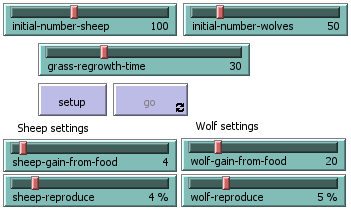 initial-number-sheep 100 initial-number-wolves 50
grass-regrowth-time 30
setup go
Sheep settings Wolf settings
sheep-gain-from-food 4 wolf-gain-from-food 20
sheep-reproduce 4 % wolf-reproduce 5 %